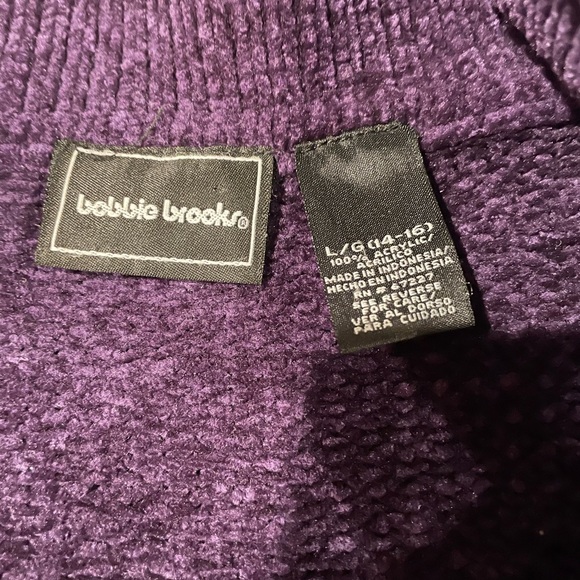 bobbie brooks®
L/G (14-16)
100% ACRYLIC/
ACRILICO
MADE IN INDONESIA/
HECHO EN INDONESIA
RN # 67297
SEE REVERSE
FOR CARE/
VER AL DORSO
PARA CUIDADO